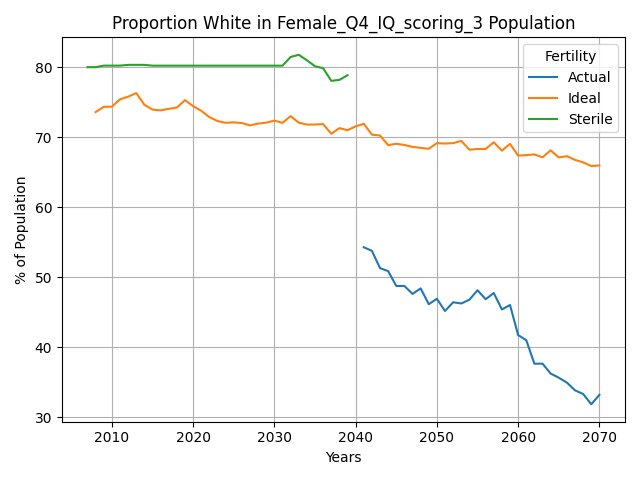 Proportion White in Female_Q4_IQ_scoring_3 Population
Fertility
Actual
Ideal
Sterile
% of Population
80
70
60
50
40
30
2010
2020
2030
2040
2050
2060
2070
Years